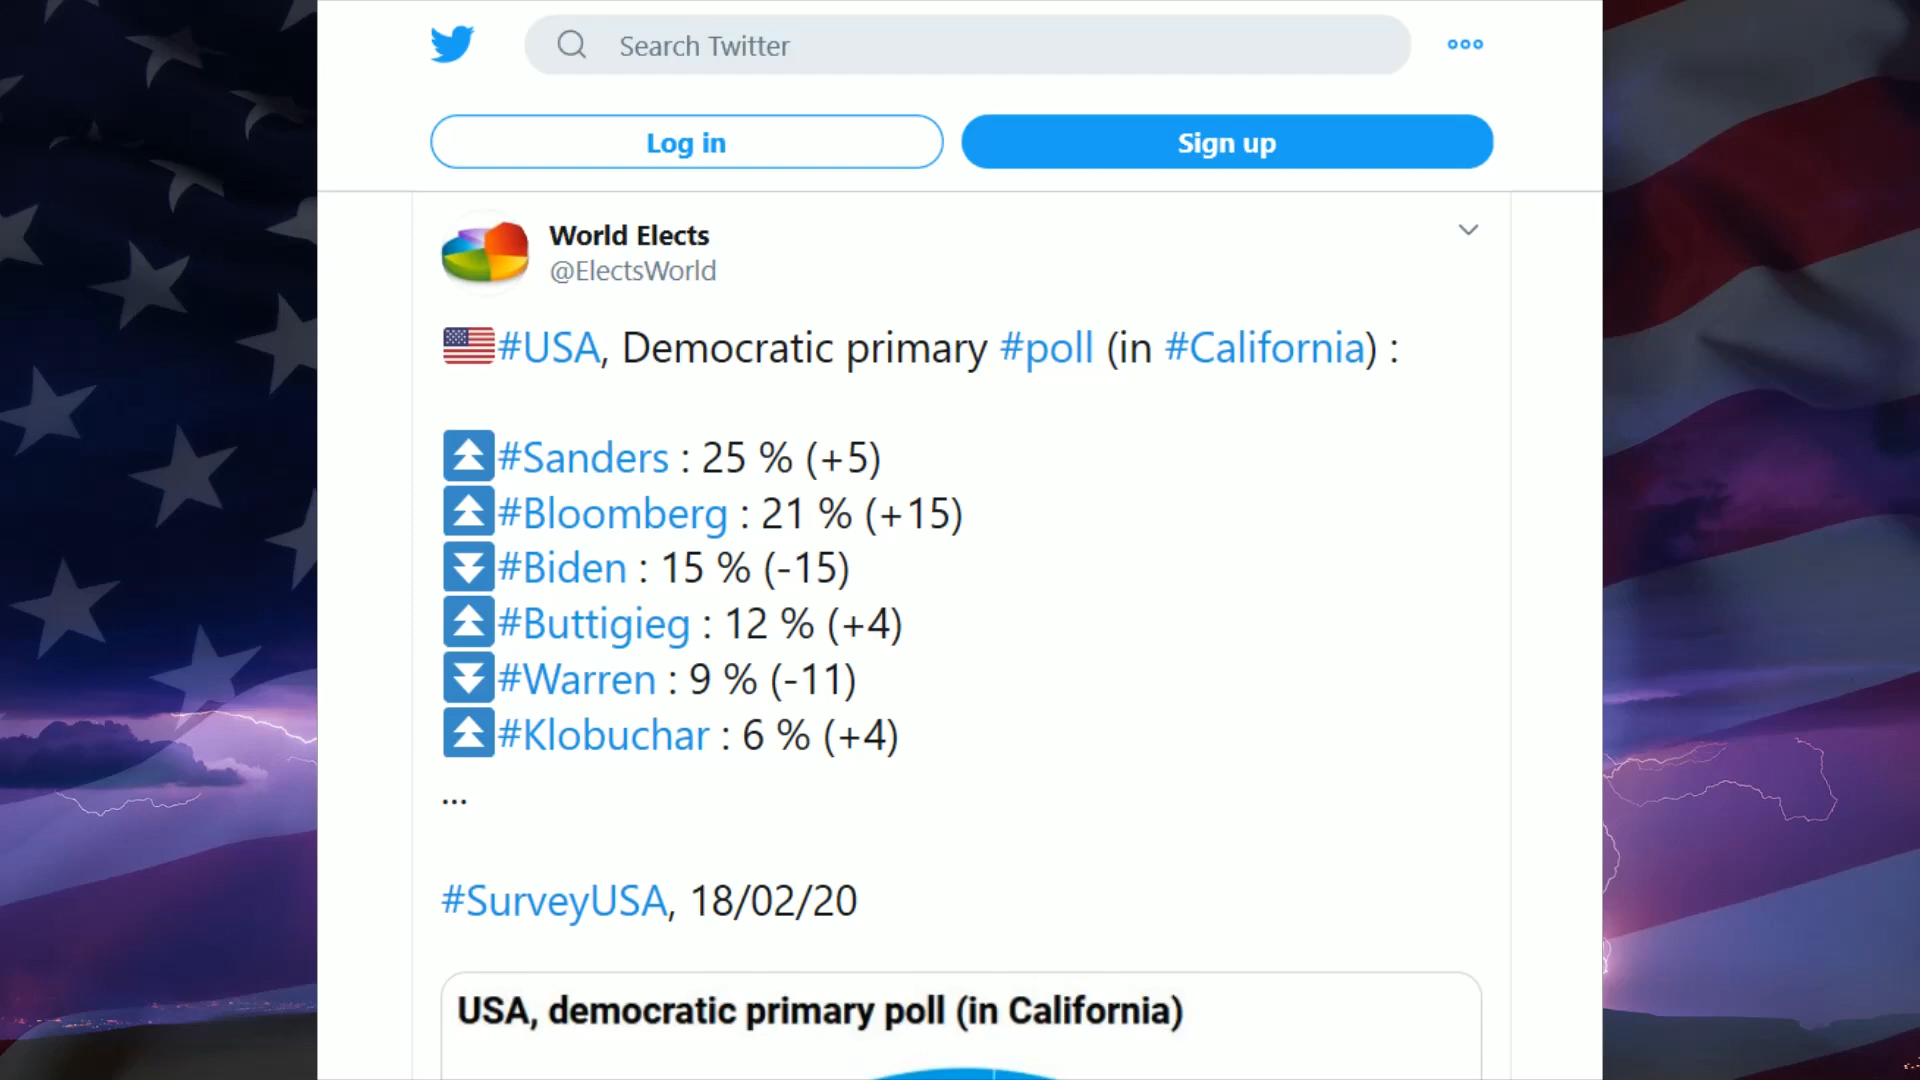 Search Twitter
Log in
Sign up
World Elects
@ElectsWorld
#USA, Democratic primary #poll (in #California) :
#Sanders : 25 % (+5)
#Bloomberg : 21 % (+15)
#Biden : 15 % (-15)
#Buttigieg : 12 % (+4)
#Warren : 9 % (-11)
#Klobuchar : 6 % (+4)
...
#SurveyUSA, 18/02/20
USA, democratic primary poll (in California)